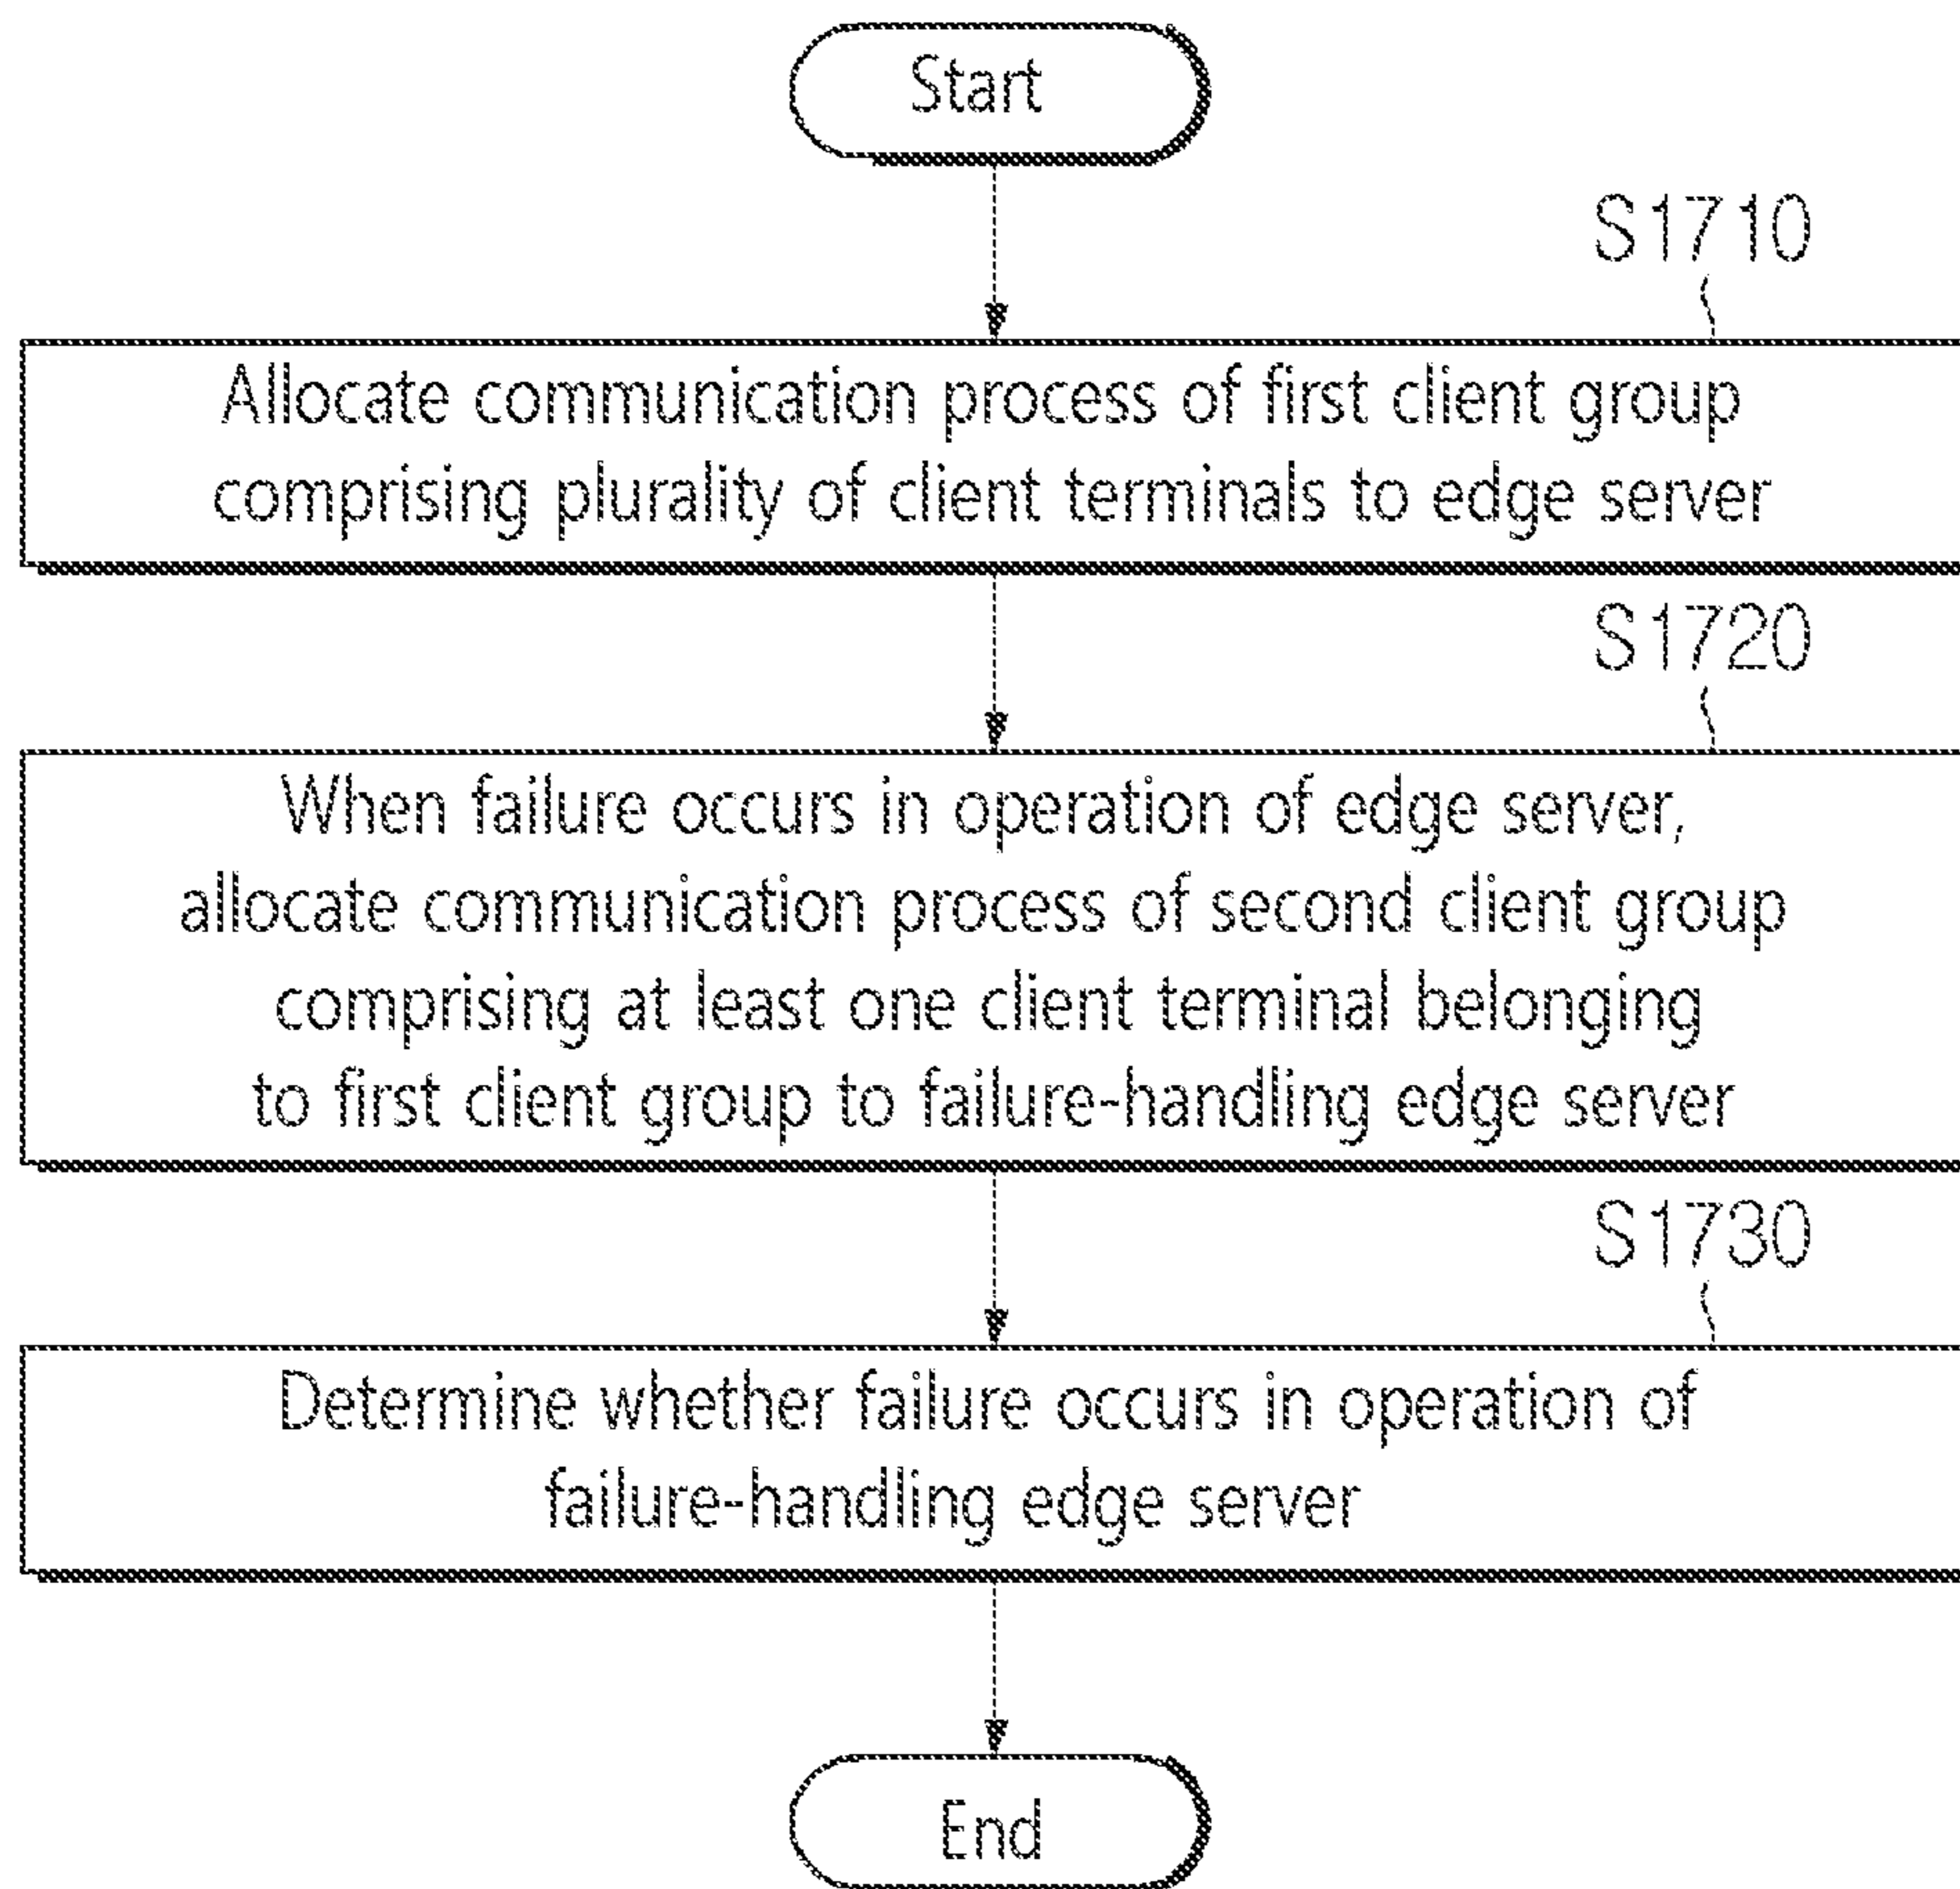 Start
S1710
Allocate communication process of first client group
comprising plurality of client terminals to edge server
S1720
When failure occurs in operation of edge server,
allocate communication process of second client group
comprising at least one client terminal belonging
to first client group to failure-handling edge server
S1730
Determine whether failure occurs in operation of
failure-handling edge server
End